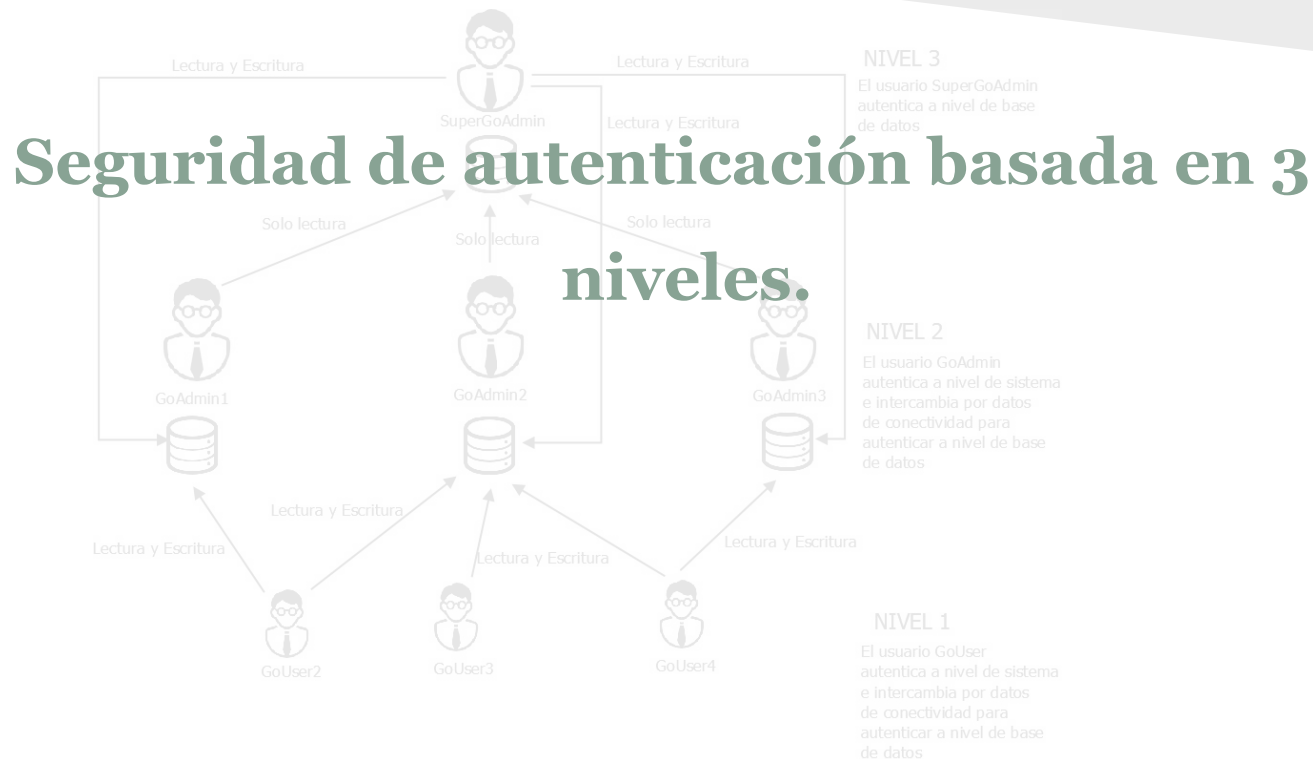 NIVEL 3
Lectura y Escritura
Lectura y Escritura
El usuario SuperGoAdmin
autentica a nivel de base
de datos
SuperGoAdmin
Lectura y Escritura
Seguridad de autenticación basada en 3
niveles.
Solo lectura
Solo lectura
Solo lectura
NIVEL 2
El usuario GoAdmin
autentica a nivel de sistema
e intercambia por datos
de conectividad para
autenticar a nivel de base
de datos
GoAdmin1
GoAdmin2
GoAdmin3
Lectura y Escritura
Lectura y Escritura
Lectura y Escritura
Lectura y Escritura
NIVEL 1
El usuario GoUser
autentica a nivel de sistema
e intercambia por datos
de conectividad para
autenticar a nivel de base
de datos
GoUser2
GoUser3
GoUser4